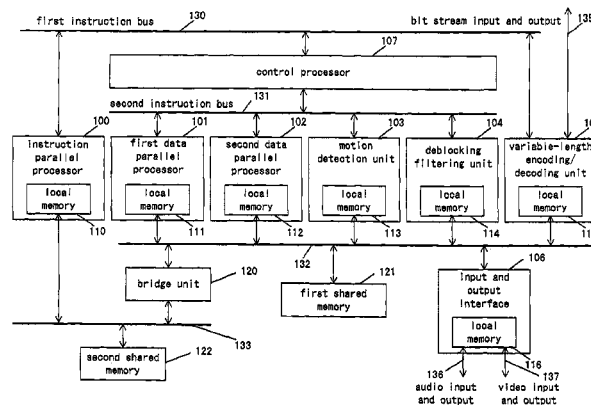 first instruction bus 130 bit stream input and output 135
107
control processor
second instruction bus 131
100 101 102 103 104 10
instruction parallel processor
first data parallel processor
second data parallel processor
motion detection unit
deblocking filtering unit
variable-length encoding/ decoding unit
local memory
local memory
local memory
local memory
local memory
local memory
110 111 112 113 114 11
132
120 121 106
bridge unit
first shared memory
Input and output interface
133
local memory
second shared memory
122
116
136 137
audio input and output
video input and output